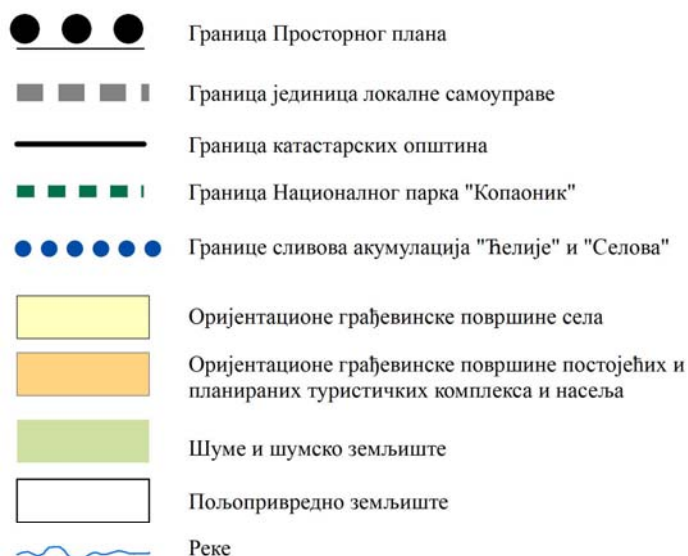 Граница Просторног плана
Граница јединица локалне самоуправе
Граница катастарских општина
Граница Националног парка "Копаоник"
Границе сливова акумулација "Ћелије" и "Селова"
Оријентационе грађевинске површине села
Оријентационе грађевинске површине постојећих и
планираних туристичких комплекса и насеља
Шуме и шумско земљиште
Пољопривредно земљиште
Реке